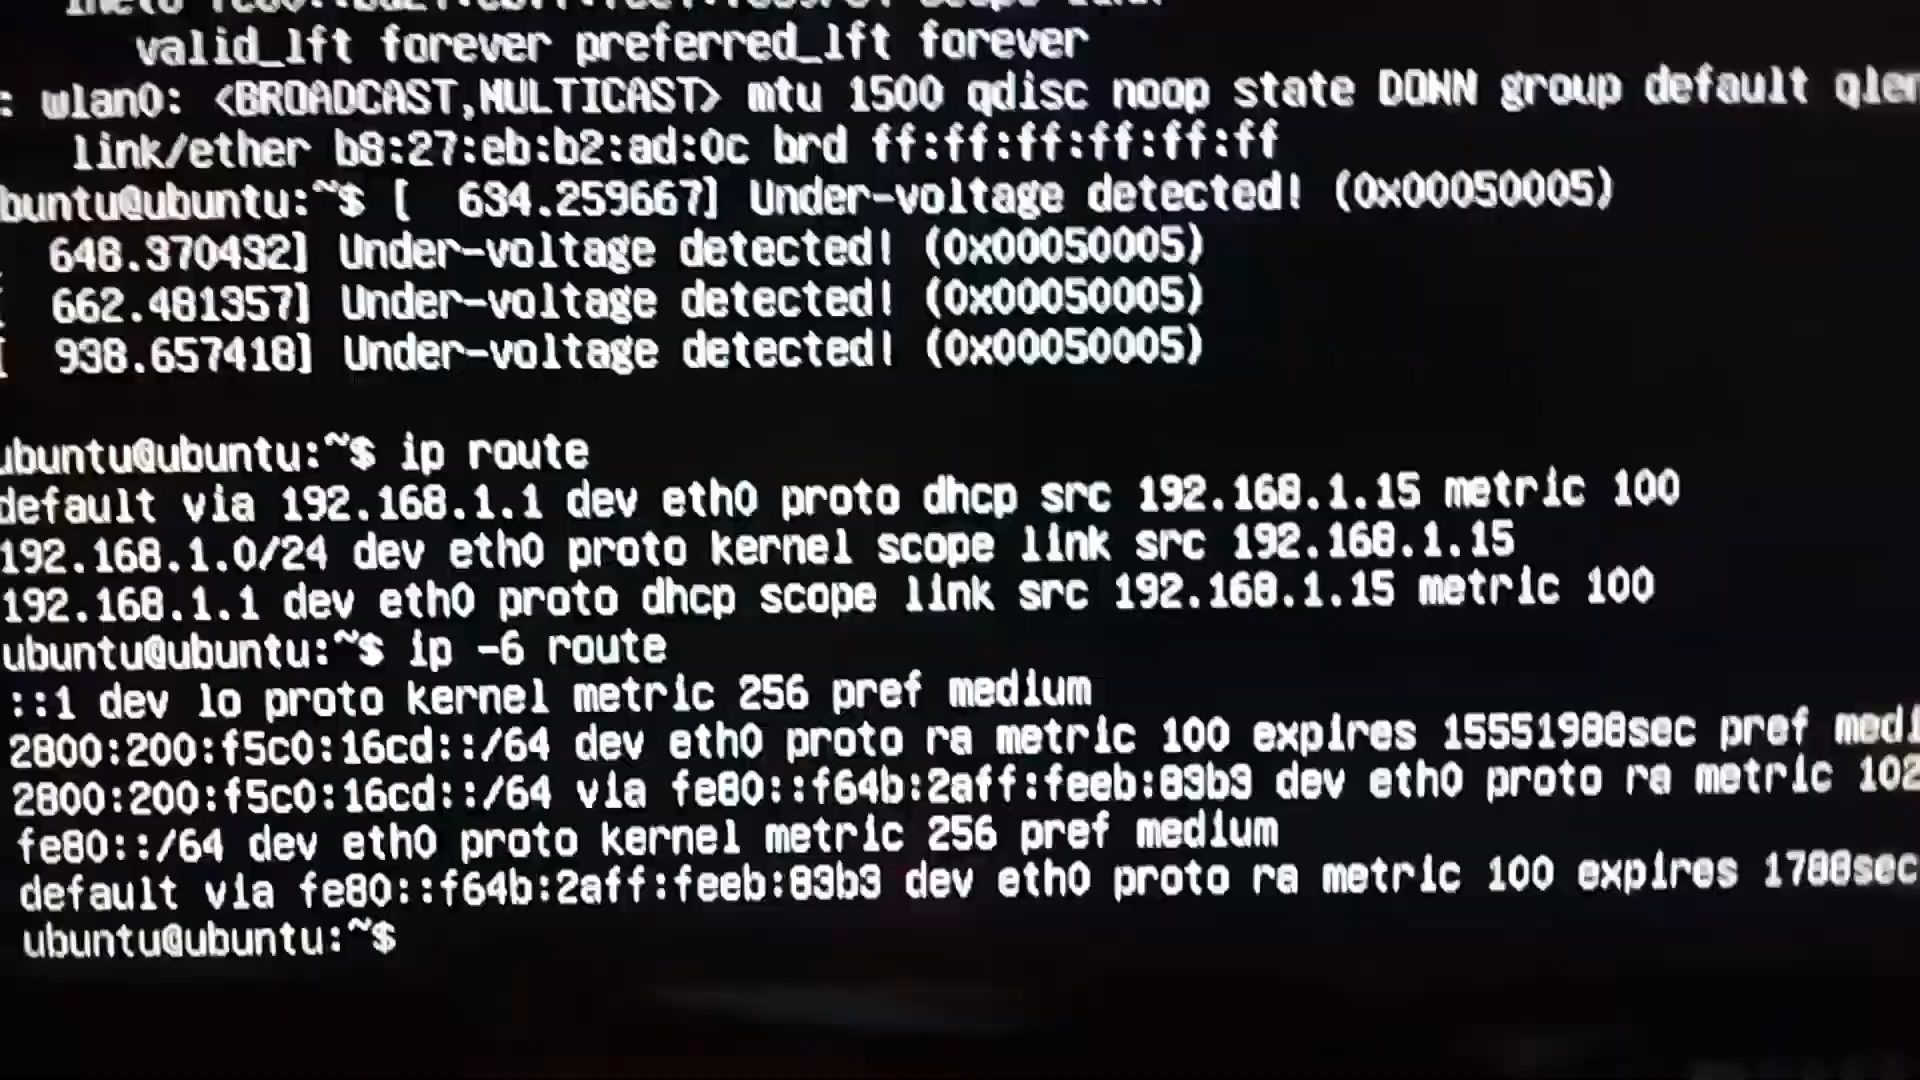 valid_lft forever preferred_lft forever
: wlan0: <BROADCAST,MULTICAST> mtu 1500 qdisc noop state DOWN group default qlen
link/ether b8:27:eb:b2:ad:0c brd ff:ff:ff:ff:ff:ff
ubuntu@ubuntu:~$ [  634.259667] Under-voltage detected! (0x00050005)
648.370432] Under-voltage detected! (0x00050005)
[  662.481357] Under-voltage detected! (0x00050005)
[  938.657418] Under-voltage detected! (0x00050005)
ubuntu@ubuntu:~$ ip route
default via 192.168.1.1 dev eth0 proto dhcp src 192.168.1.15 metric 100
192.168.1.0/24 dev eth0 proto kernel scope link src 192.168.1.15
192.168.1.1 dev eth0 proto dhcp scope link src 192.168.1.15 metric 100
ubuntu@ubuntu:~$ ip -6 route
::1 dev lo proto kernel metric 256 pref medium
2800:200:f5c0:16cd::/64 dev eth0 proto ra metric 100 expires 15551988sec pref medi
2800:200:f5c0:16cd::/64 via fe80::f64b:2aff:feeb:83b3 dev eth0 proto ra metric 102
fe80::/64 dev eth0 proto kernel metric 256 pref medium
default via fe80::f64b:2aff:feeb:83b3 dev eth0 proto ra metric 100 expires 1788sec
ubuntu@ubuntu:~$